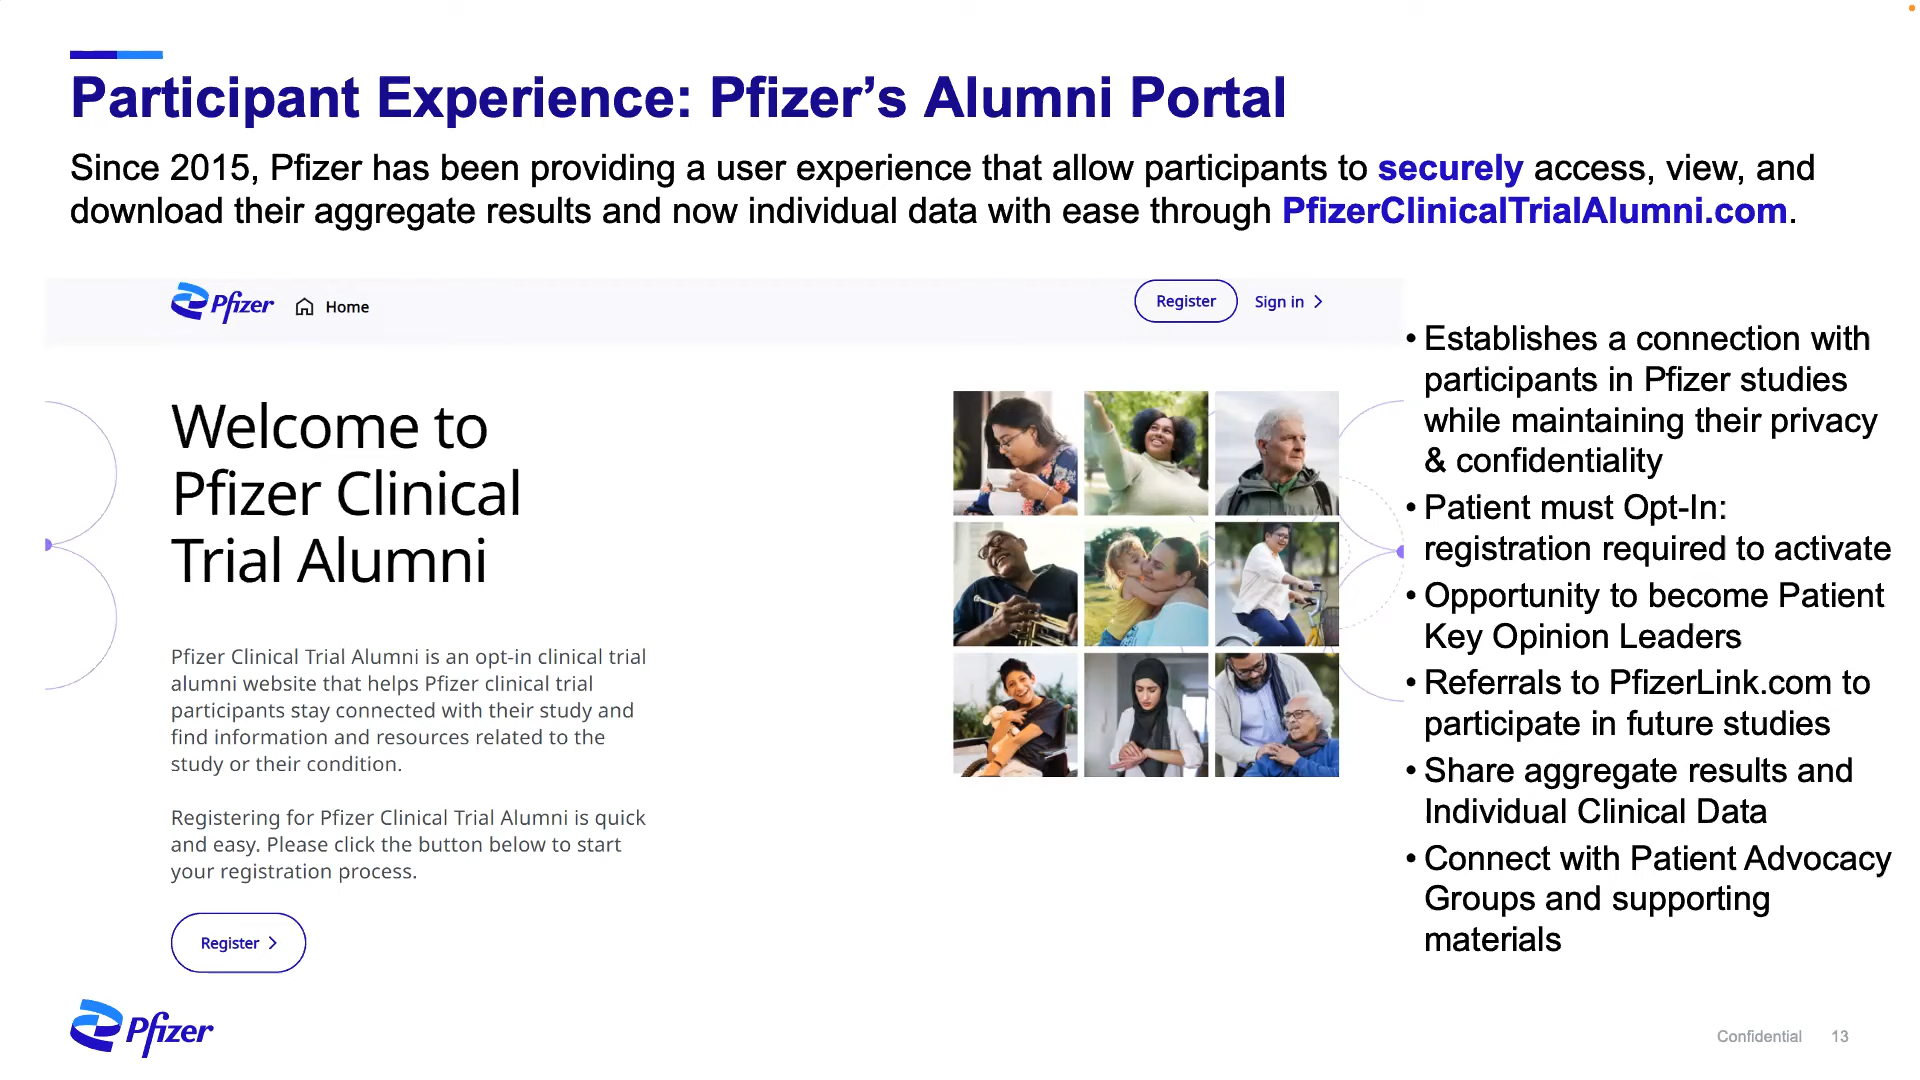 Participant Experience: Pfizer’s Alumni Portal
Since 2015, Pfizer has been providing a user experience that allow participants to securely access, view, and
download their aggregate results and now individual data with ease through PfizerClinicalTrialAlumni.com.
Pfizer
Home
Register
Sign in
Welcome to
Pfizer Clinical
Trial Alumni
Pfizer Clinical Trial Alumni is an opt-in clinical trial
alumni website that helps Pfizer clinical trial
participants stay connected with their study and
find information and resources related to the
study or their condition.
Registering for Pfizer Clinical Trial Alumni is quick
and easy. Please click the button below to start
your registration process.
Register
• Establishes a connection with
participants in Pfizer studies
while maintaining their privacy
& confidentiality
• Patient must Opt-In:
registration required to activate
• Opportunity to become Patient
Key Opinion Leaders
• Referrals to PfizerLink.com to
participate in future studies
• Share aggregate results and
Individual Clinical Data
• Connect with Patient Advocacy
Groups and supporting
materials
Pfizer
Confidential
13